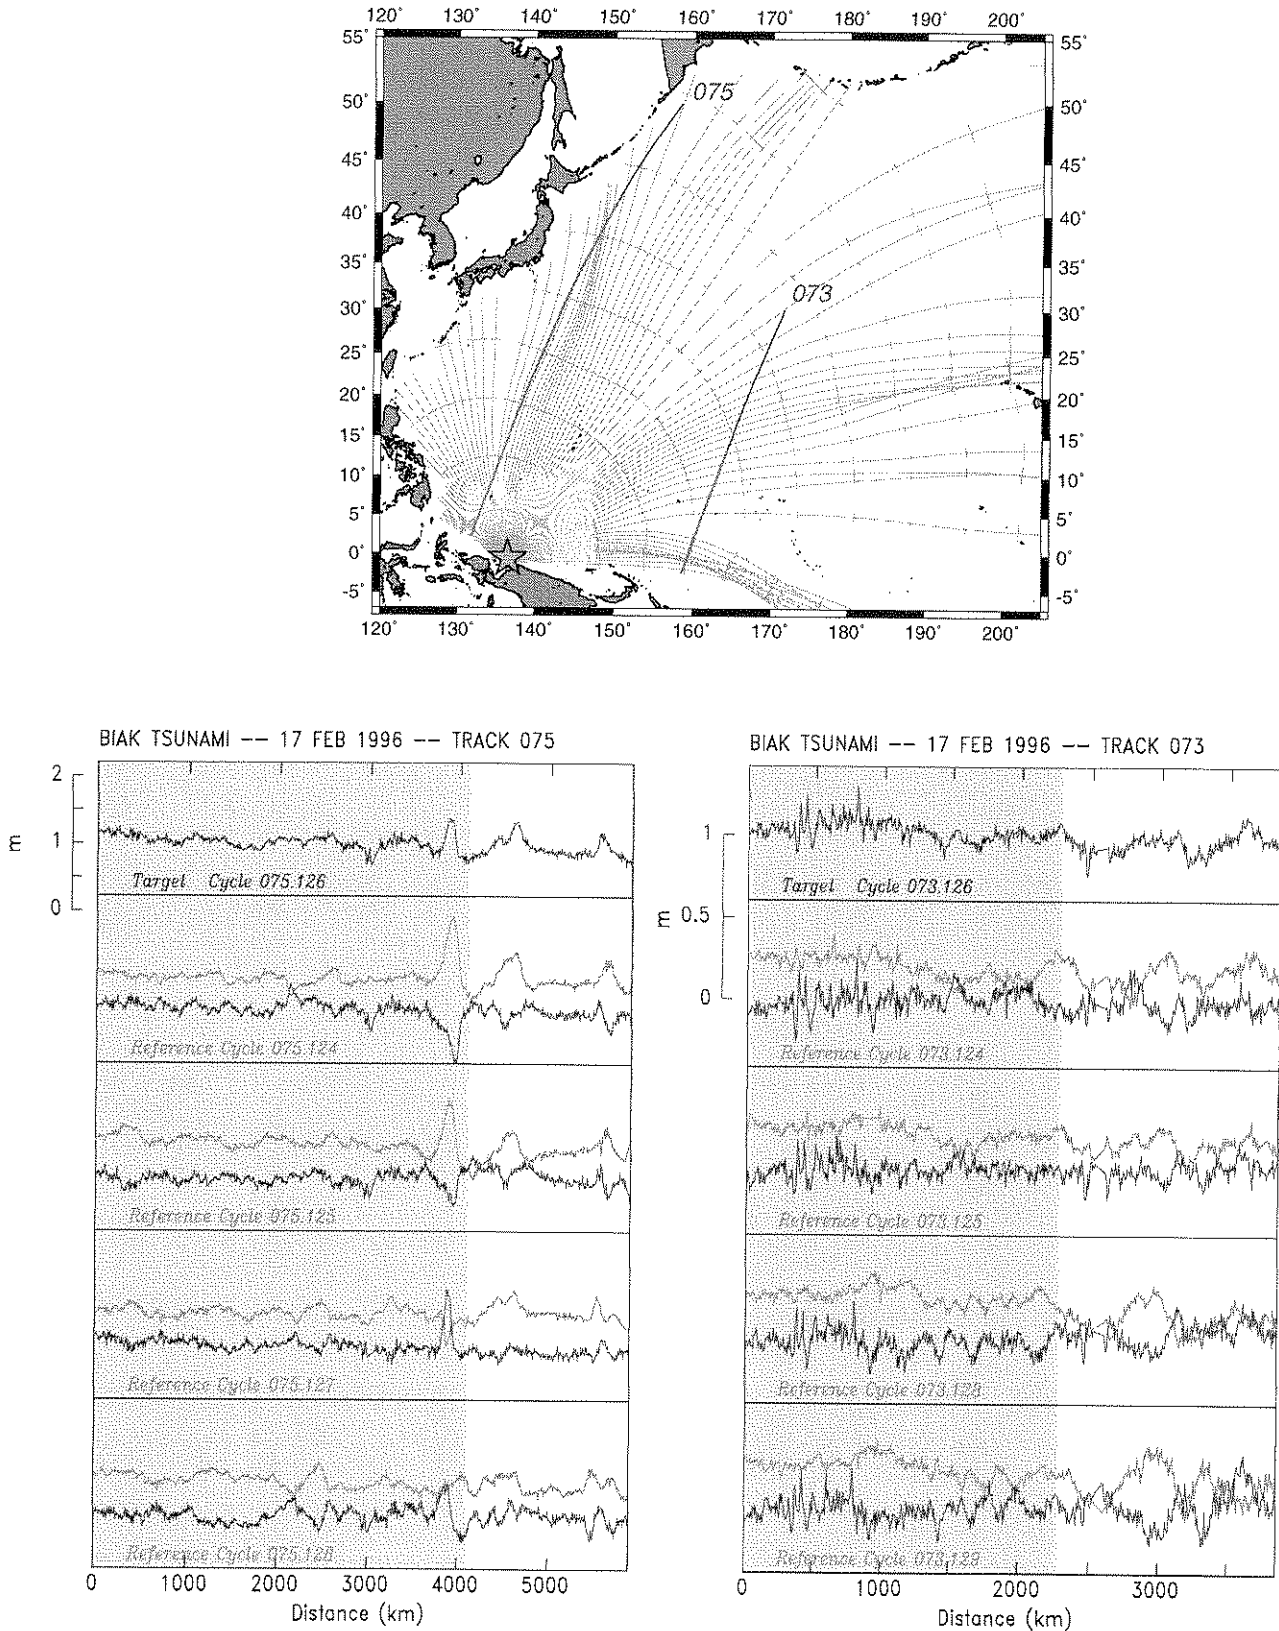 120° 130° 140° 150° 160° 170° 180° 190° 200°
55° 55°
075
50° 50°
45° 45°
40° 40°
35° 35°
073
30° 30°
25° 25°
20° 20°
15° 15°
10° 10°
5° 5°
0° 0°
-5° -5°
120° 130° 140° 150° 160° 170° 180° 190° 200°
BIAK TSUNAMI -- 17 FEB 1996 -- TRACK 075
2
1
0
m
Target Cycle 075.126
Reference Cycle 075.124
Reference Cycle 075.125
Reference Cycle 075.127
Reference Cycle
0 1000 2000 3000 4000 5000
Distance (km)
BIAK TSUNAMI -- 17 FEB 1996 -- TRACK 073
1
0.5
0
m
Target Cycle 073.126
Reference Cycle 073.124
Reference Cycle 073.125
Reference Cycle
Reference Cycle 073.129
0 1000 2000 3000
Distance (km)